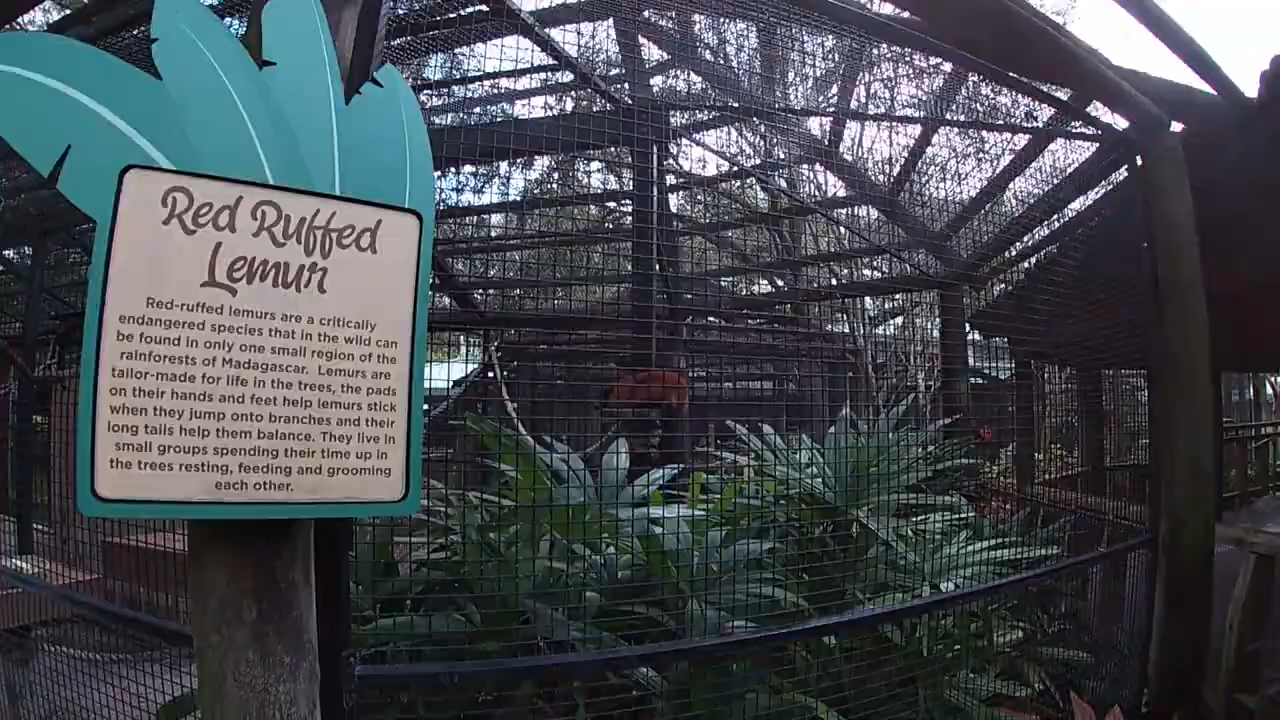 Red Ruffed
Lemur
Red-ruffed lemurs are a critically
endangered species that in the wild can
be found in only one small region of the
rainforests of Madagascar. Lemurs are
tailor-made for life in the trees, the pads
on their hands and feet help lemurs stick
when they jump onto branches and their
long tails help them balance. They live in
small groups spending their time up in
the trees resting, feeding and grooming
each other.